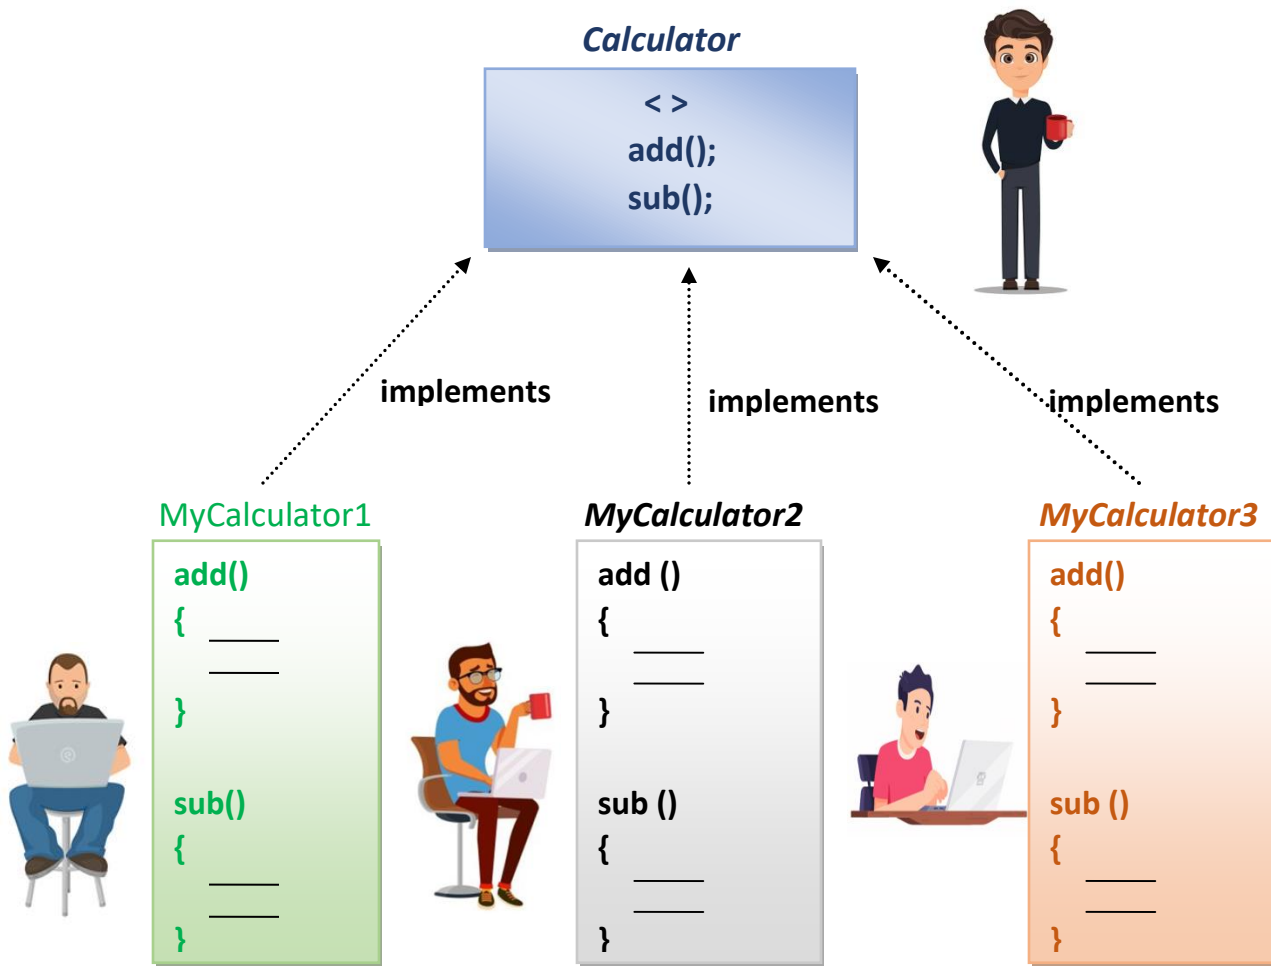 Calculator
< >
add();
sub();
implements
implements
implements
MyCalculator1
add()
{
}
sub()
{
}
MyCalculator2
add ()
{
}
sub ()
{
}
MyCalculator3
add()
{
}
sub ()
{
}